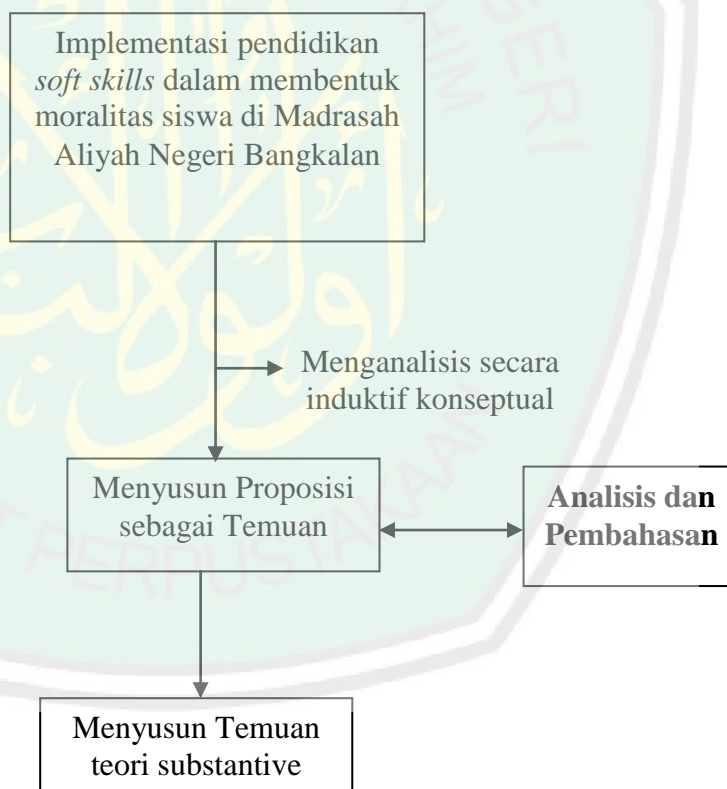 Implementasi pendidikan
soft skills dalam membentuk
moralitas siswa di Madrasah
Aliyah Negeri Bangkalan
Menganalisis secara
induktif konseptual
Menyusun Proposisi
sebagai Temuan
Analisis dan
Pembahasan
Menyusun Temuan
teori substantive